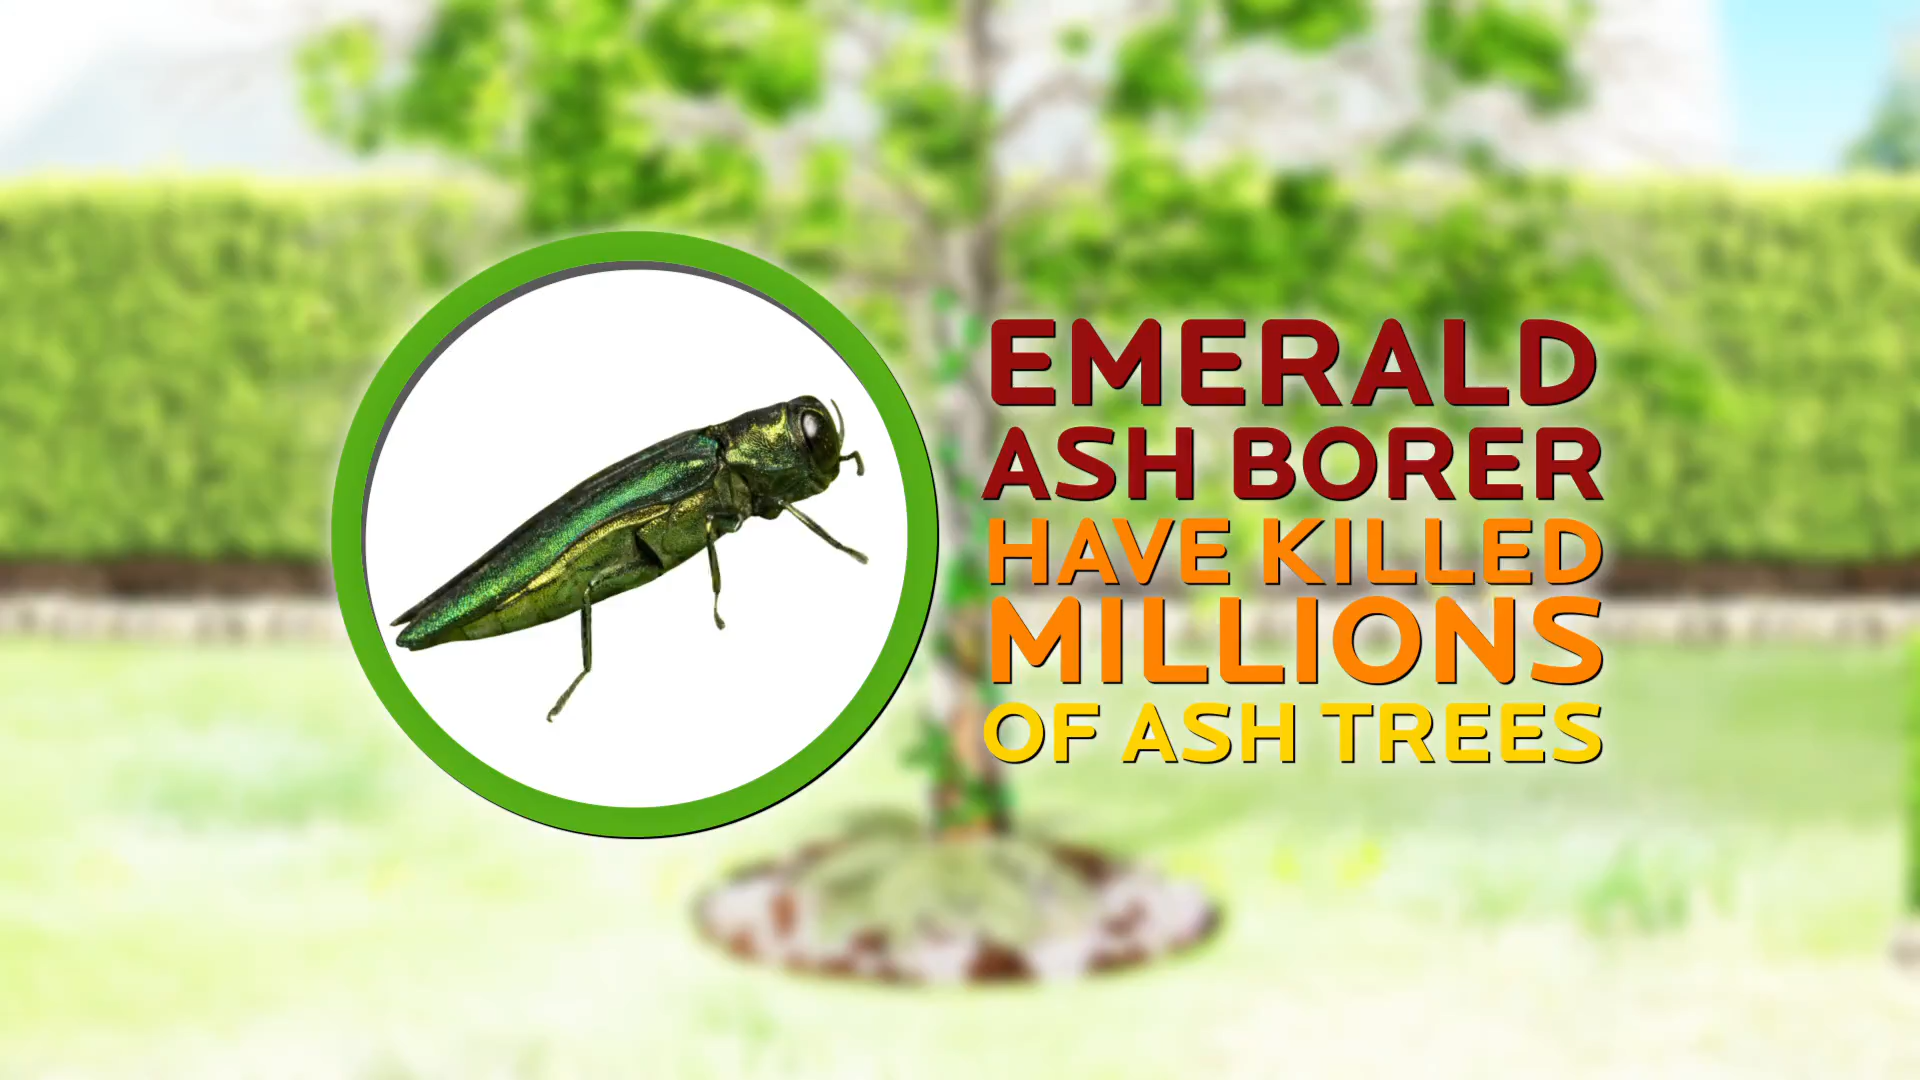 EMERALD
ASH BORER
HAVE KILLED
MILLIONS
OF ASH TREES